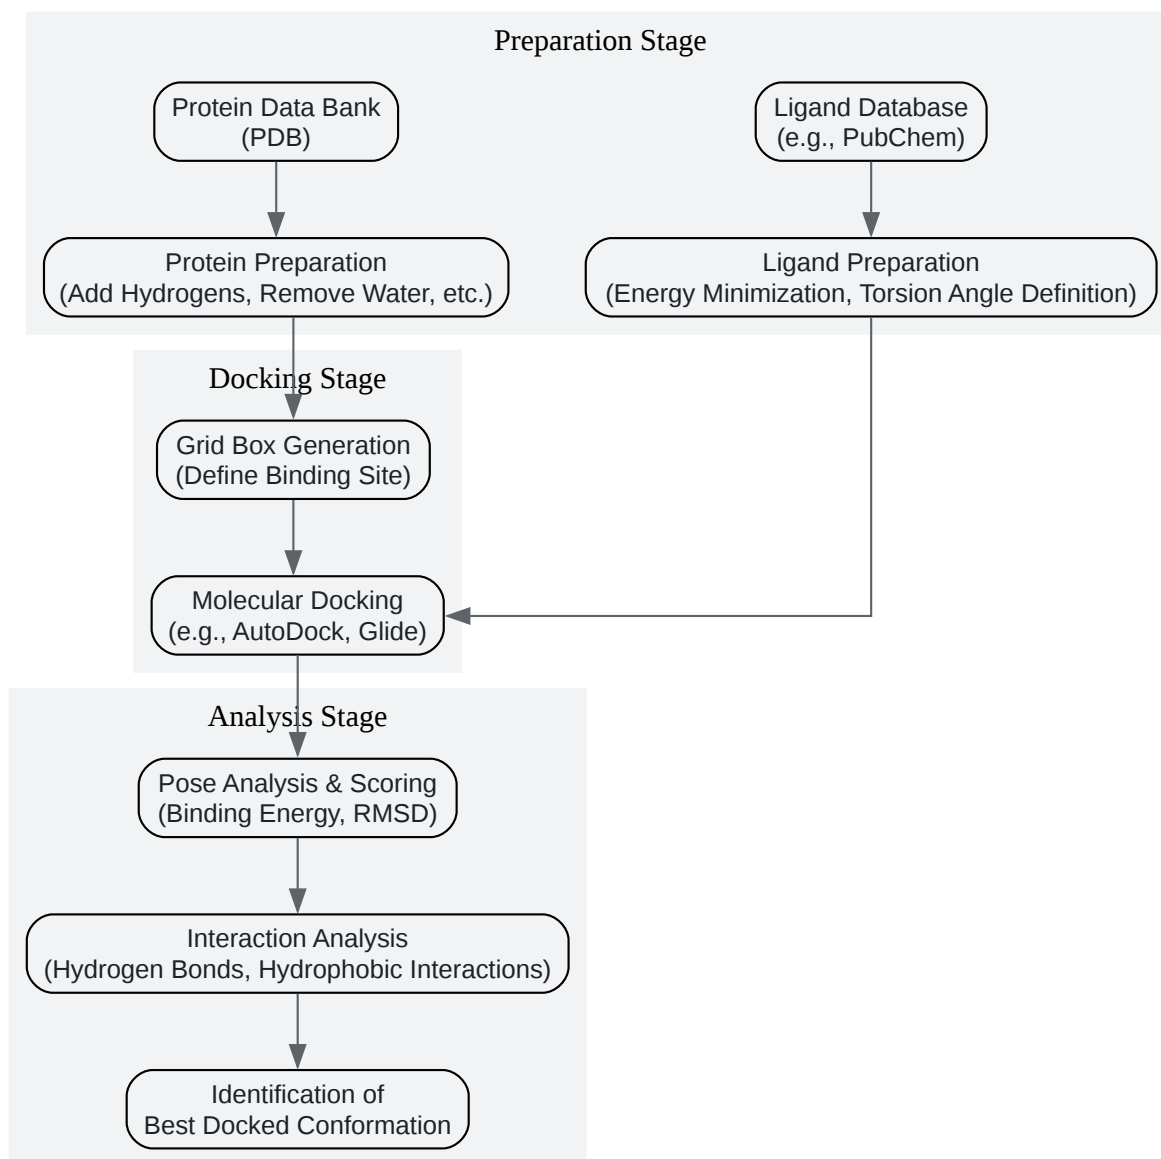 Preparation Stage
Protein Data Bank
(PDB)
Ligand Database
(e.g., PubChem)
Protein Preparation
(Add Hydrogens, Remove Water, etc.)
Ligand Preparation
(Energy Minimization, Torsion Angle Definition)
Docking Stage
Grid Box Generation
(Define Binding Site)
Molecular Docking
(e.g., AutoDock, Glide)
Analysis Stage
Pose Analysis & Scoring
(Binding Energy, RMSD)
Interaction Analysis
(Hydrogen Bonds, Hydrophobic Interactions)
Identification of
Best Docked Conformation